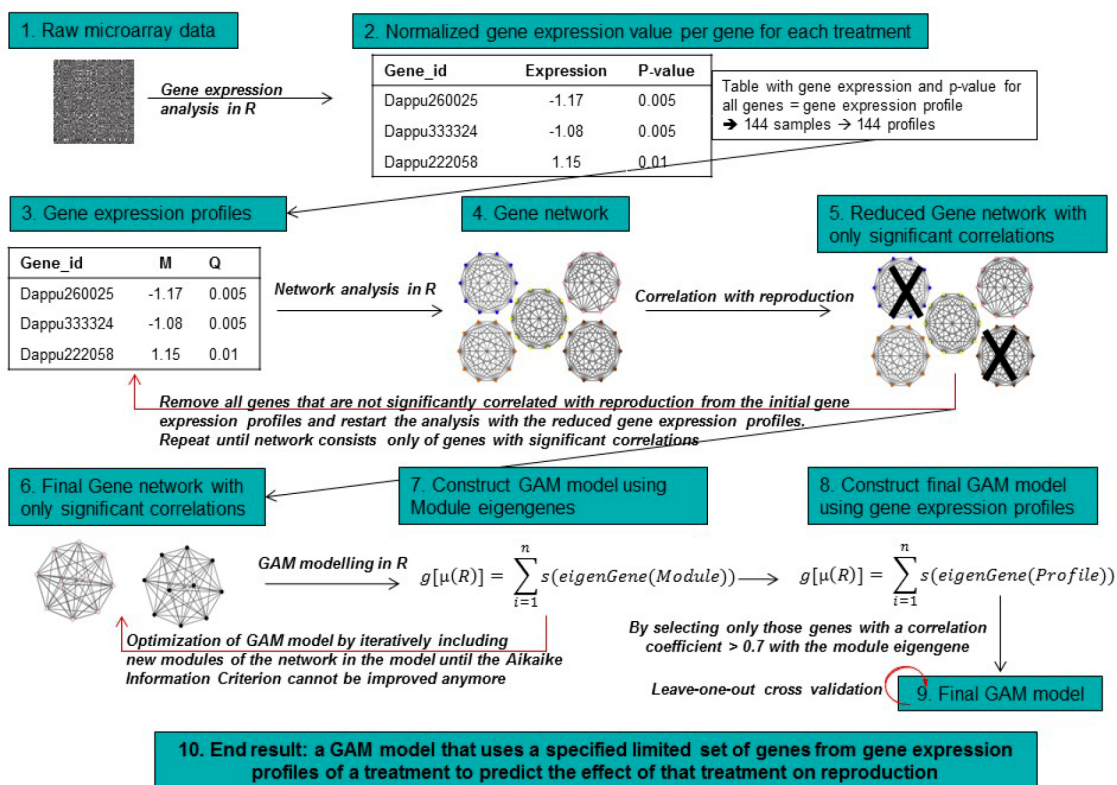 1. Raw microarray data
2. Normalized gene expression value per gene for each treatment
Gene expression
analysis in R
Gene_id Expression P-value
Dappu260025 -1.17 0.005
Dappu333324 -1.08 0.005
Dappu222058 1.15 0.01
Table with gene expression and p-value for
all genes = gene expression profile
➔ 144 samples → 144 profiles
3. Gene expression profiles
4. Gene network
5. Reduced Gene network with
only significant correlations
Gene_id M Q
Dappu260025 -1.17 0.005
Dappu333324 -1.08 0.005
Dappu222058 1.15 0.01
Network analysis in R
Correlation with reproduction
Remove all genes that are not significantly correlated with reproduction from the initial gene
expression profiles and restart the analysis with the reduced gene expression profiles.
Repeat until network consists only of genes with significant correlations
6. Final Gene network with
only significant correlations
7. Construct GAM model using
Module eigengenes
8. Construct final GAM model
using gene expression profiles
GAM modelling in R
g[μ(R)] = ∑ᵢ₌₁ⁿ s(eigenGene(Module))
g[μ(R)] = ∑ᵢ₌₁ⁿ s(eigenGene(Profile))
Optimization of GAM model by iteratively including
new modules of the network in the model until the Aikaike
Information Criterion cannot be improved anymore
By selecting only those genes with a correlation
coefficient > 0.7 with the module eigengene
Leave-one-out cross validation
9. Final GAM model
10. End result: a GAM model that uses a specified limited set of genes from gene expression
profiles of a treatment to predict the effect of that treatment on reproduction